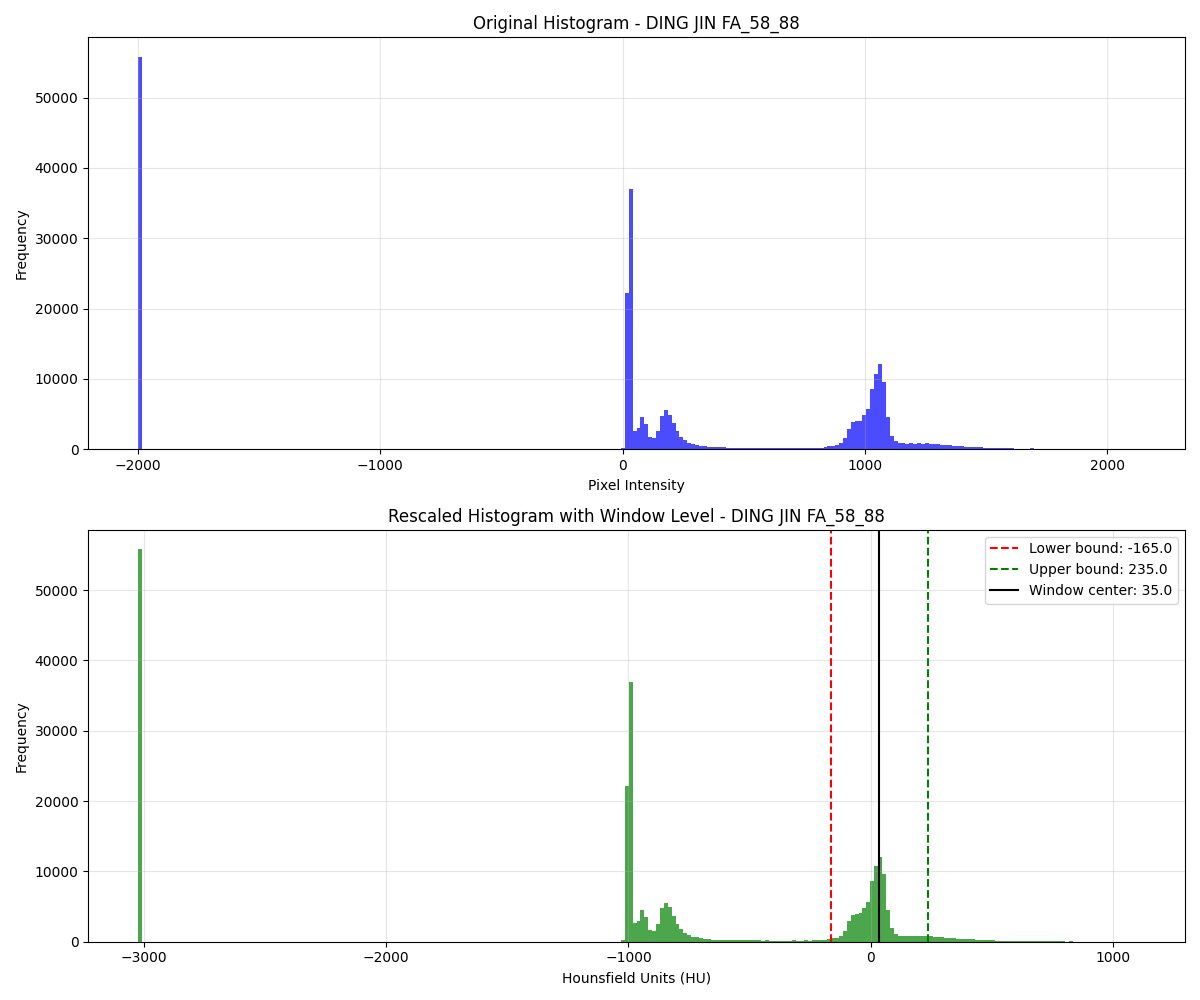 Original Histogram - DING JIN FA_58_88
50000
40000
30000
20000
10000
0
Frequency
−2000
−1000
0
1000
2000
Pixel Intensity
Rescaled Histogram with Window Level - DING JIN FA_58_88
Lower bound: -165.0
Upper bound: 235.0
Window center: 35.0
50000
40000
30000
20000
10000
0
Frequency
−3000
−2000
−1000
0
1000
Hounsfield Units (HU)